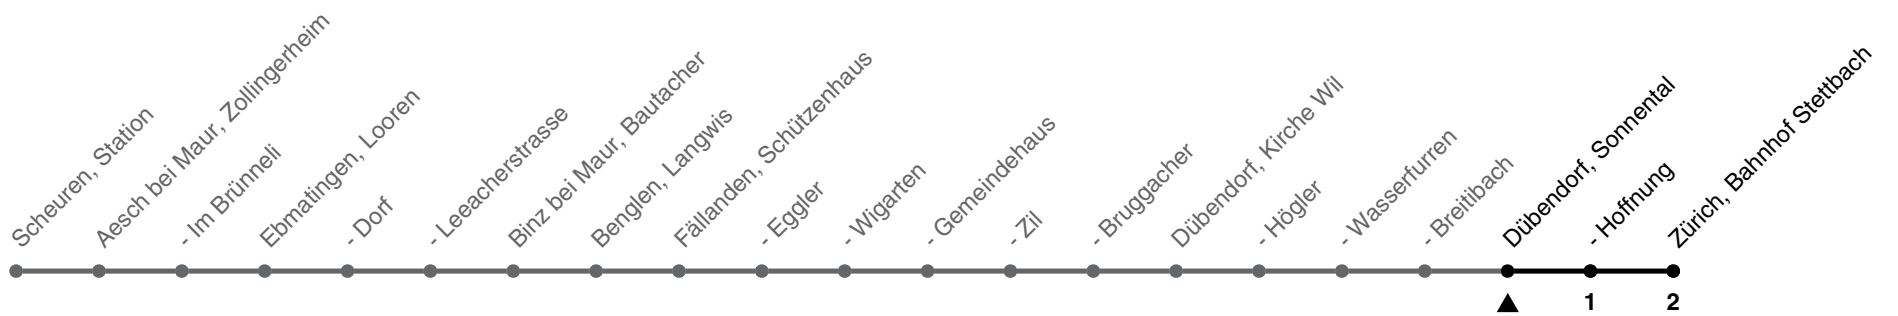 Scheuren, Station
Aesch bei Maur, Zollingerheim
- Im Brünneli
Ebmatingen, Looren
- Dorf
- Leeacherstrasse
Binz bei Maur, Bautacher
Benglen, Langwis
Fällanden, Schützenhaus
- Eggler
- Wigarten
- Gemeindehaus
- Zil
- Bruggacher
Dübendorf, Kirche Wil
- Högler
- Wasserfurren
- Breitibach
Dübendorf, Sonnental
- Hoffnung
Zürich, Bahnhof Stettbach
1
2